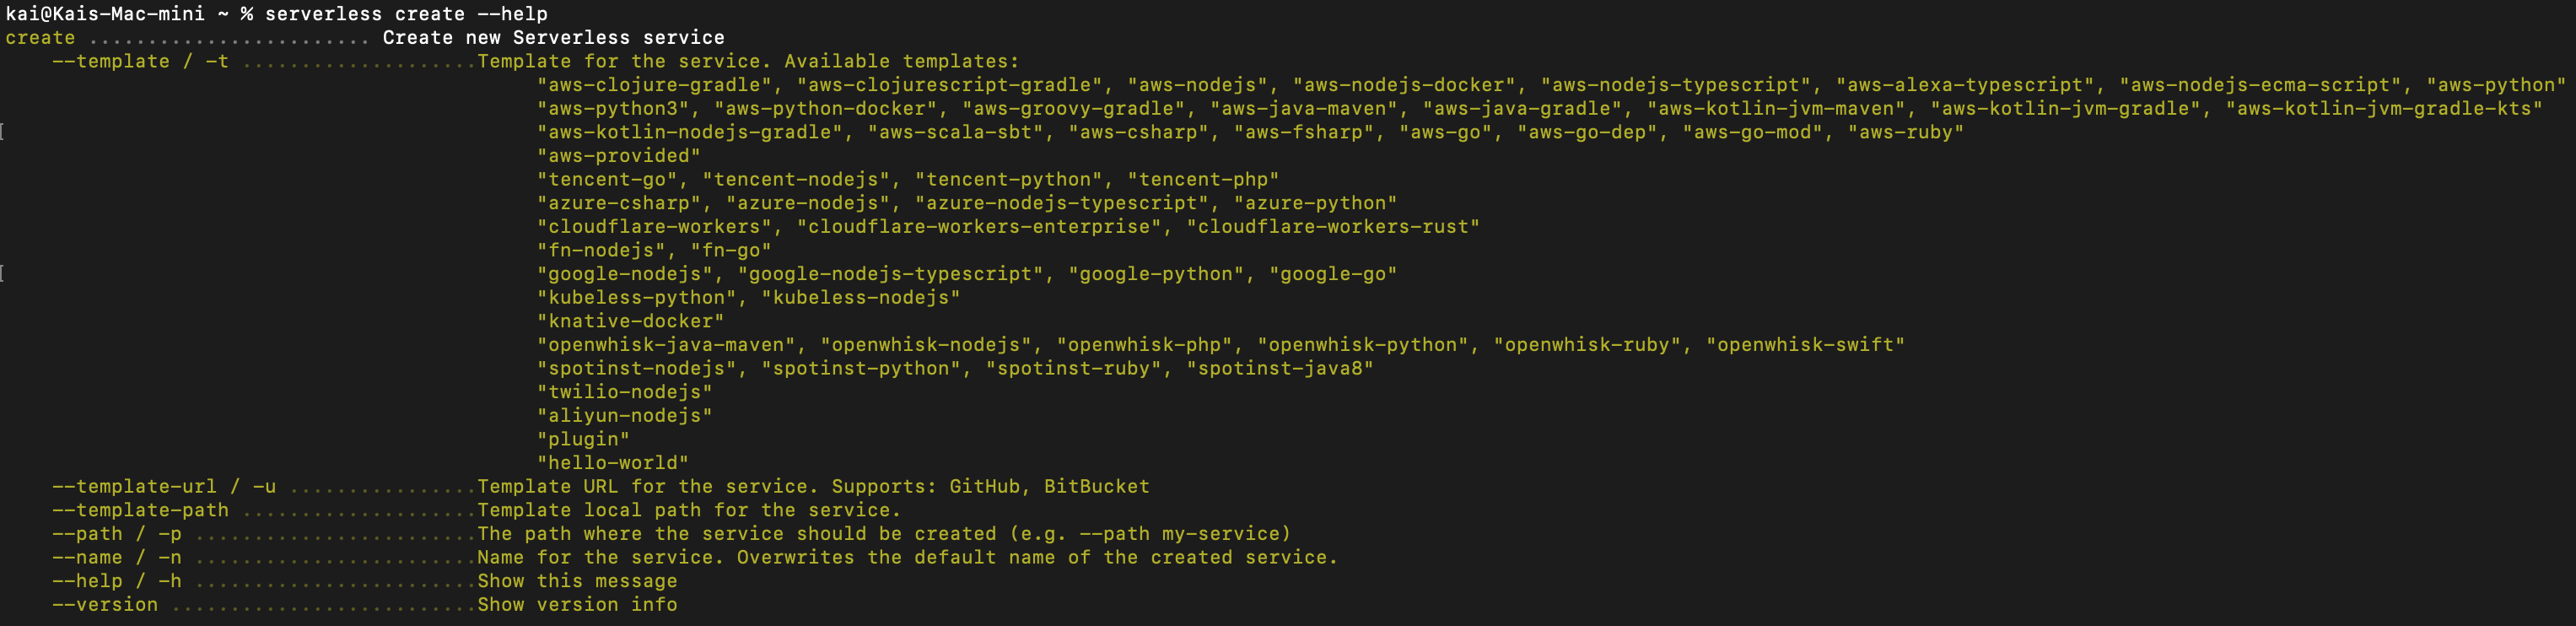 kai@Kais-Mac-mini ~ % serverless create --help
create ........................ Create new Serverless service
    --template / -t ....................Template for the service. Available templates:
                                         "aws-clojure-gradle", "aws-clojurescript-gradle", "aws-nodejs", "aws-nodejs-docker", "aws-nodejs-typescript", "aws-alexa-typescript", "aws-nodejs-ecma-script", "aws-python"
                                         "aws-python3", "aws-python-docker", "aws-groovy-gradle", "aws-java-maven", "aws-java-gradle", "aws-kotlin-jvm-maven", "aws-kotlin-jvm-gradle", "aws-kotlin-jvm-gradle-kts"
                                         "aws-kotlin-nodejs-gradle", "aws-scala-sbt", "aws-csharp", "aws-fsharp", "aws-go", "aws-go-dep", "aws-go-mod", "aws-ruby"
                                         "aws-provided"
                                         "tencent-go", "tencent-nodejs", "tencent-python", "tencent-php"
                                         "azure-csharp", "azure-nodejs", "azure-nodejs-typescript", "azure-python"
                                         "cloudflare-workers", "cloudflare-workers-enterprise", "cloudflare-workers-rust"
                                         "fn-nodejs", "fn-go"
                                         "google-nodejs", "google-nodejs-typescript", "google-python", "google-go"
                                         "kubeless-python", "kubeless-nodejs"
                                         "knative-docker"
                                         "openwhisk-java-maven", "openwhisk-nodejs", "openwhisk-php", "openwhisk-python", "openwhisk-ruby", "openwhisk-swift"
                                         "spotinst-nodejs", "spotinst-python", "spotinst-ruby", "spotinst-java8"
                                         "twilio-nodejs"
                                         "aliyun-nodejs"
                                         "plugin"
                                         "hello-world"
    --template-url / -u ................Template URL for the service. Supports: GitHub, BitBucket
    --template-path ....................Template local path for the service.
    --path / -p ........................The path where the service should be created (e.g. --path my-service)
    --name / -n ........................Name for the service. Overwrites the default name of the created service.
    --help / -h ........................Show this message
    --version ..........................Show version info